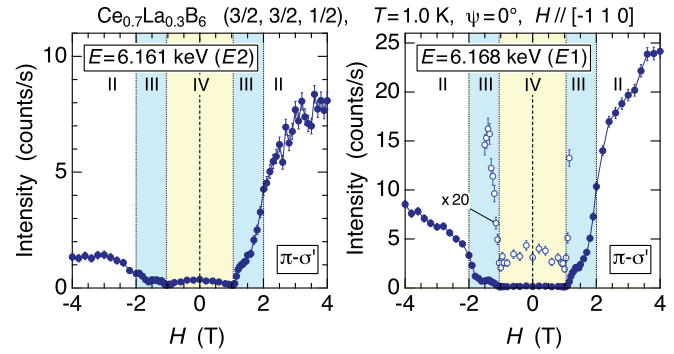 Ce0.7La0.3B6 (3/2, 3/2, 1/2), T = 1.0 K, ψ = 0°, H // [-1 1 0]
E = 6.161 keV (E2)
II III IV III II
Intensity (counts/s)
10
5
0
π-σ'
-4 -2 0 2 4
H (T)
E = 6.168 keV (E1)
II III IV III II
Intensity (counts/s)
25
20
15
10
5
0
x 20
π-σ'
-4 -2 0 2 4
H (T)